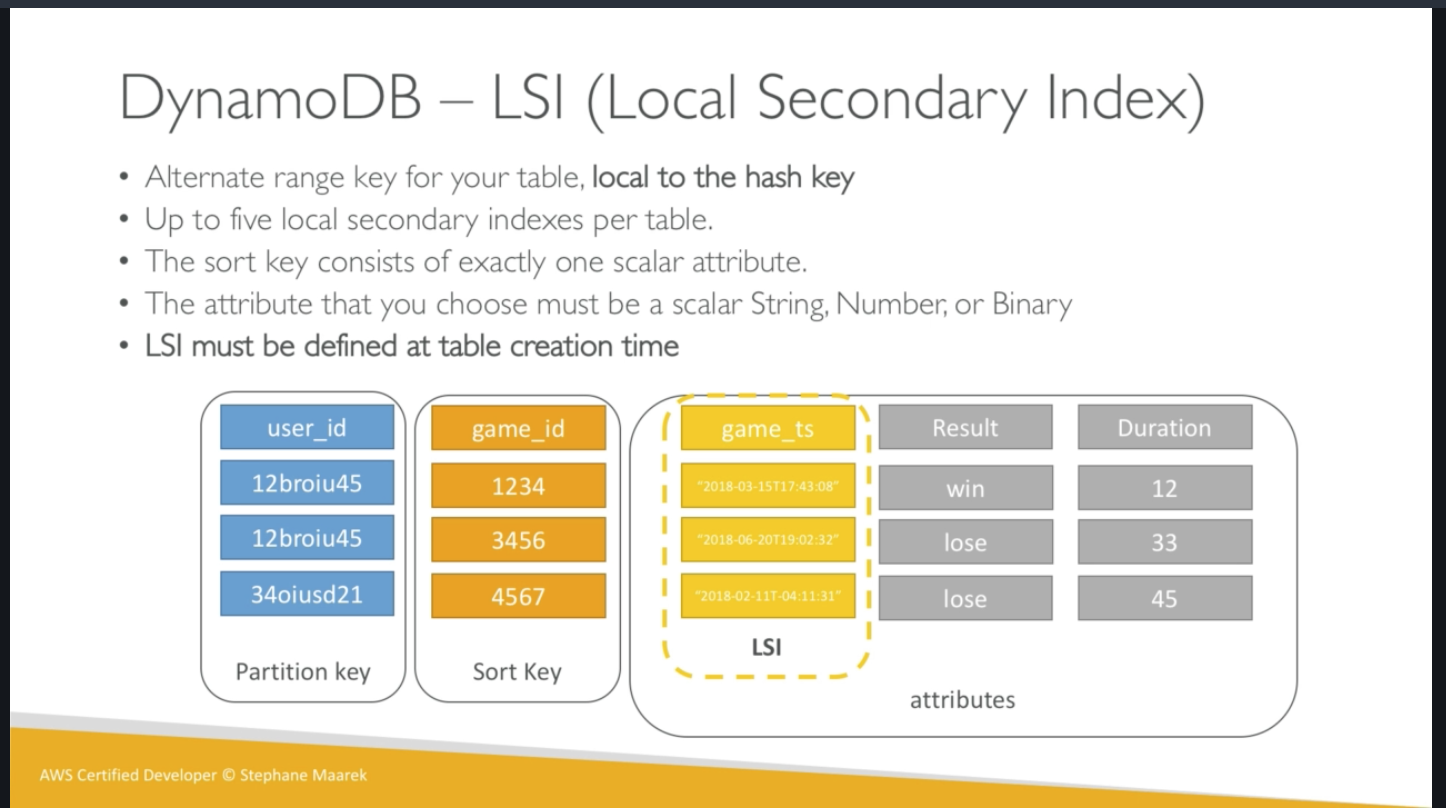 DynamoDB – LSI (Local Secondary Index)
• Alternate range key for your table, local to the hash key
• Up to five local secondary indexes per table.
• The sort key consists of exactly one scalar attribute.
• The attribute that you choose must be a scalar String, Number, or Binary
• LSI must be defined at table creation time
user_id game_id game_ts Result Duration
12broiu45 1234 “2018-03-15T17:43:08” win 12
12broiu45 3456 “2018-06-20T19:02:32” lose 33
34oiusd21 4567 “2018-02-11T-04:11:31” lose 45
LSI
Partition key Sort Key
attributes
AWS Certified Developer © Stephane Maarek